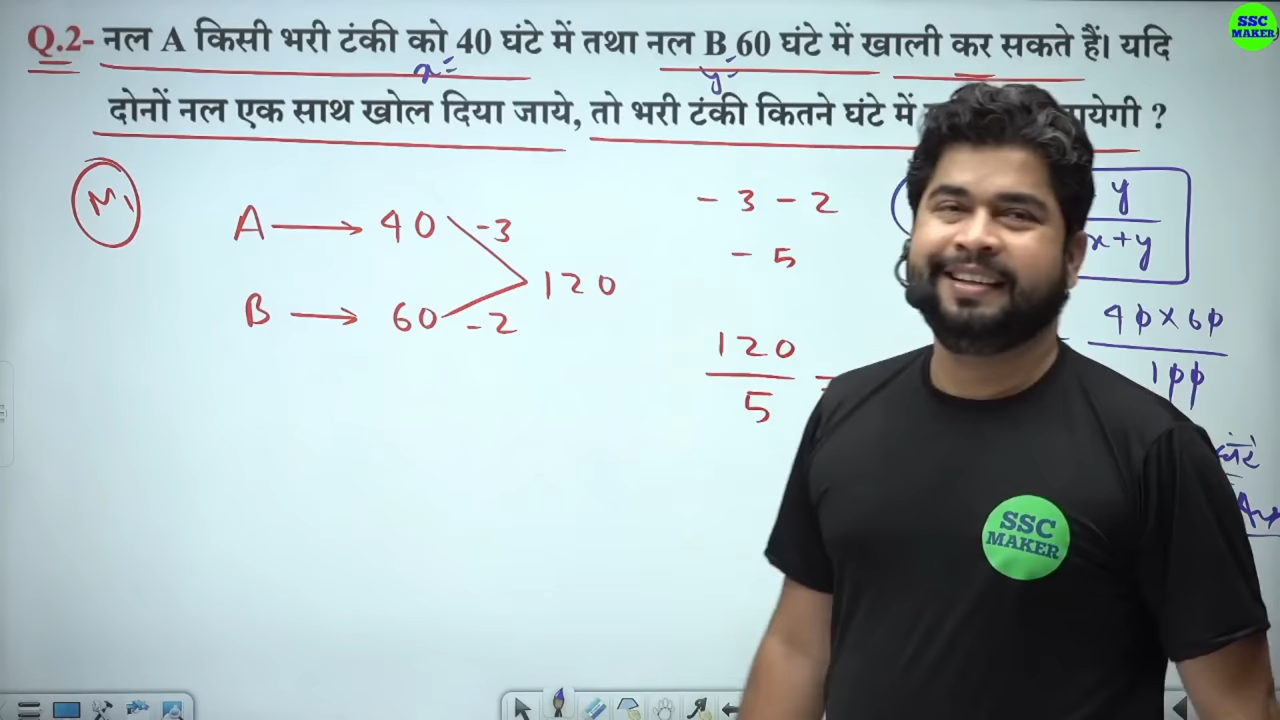 Q.2- नल A किसी भरी टंकी को 40 घंटे में तथा नल B 60 घंटे में खाली कर सकते हैं। यदि
x = y =
दोनों नल एक साथ खोल दिया जाये, तो भरी टंकी कितने घंटे में येगी ?
SSC
MAKER
M1
A → 40 -3
B → 60 -2
120
- 3 - 2
- 5
120
5
y
x+y
40 × 60
100
SSC
MAKER